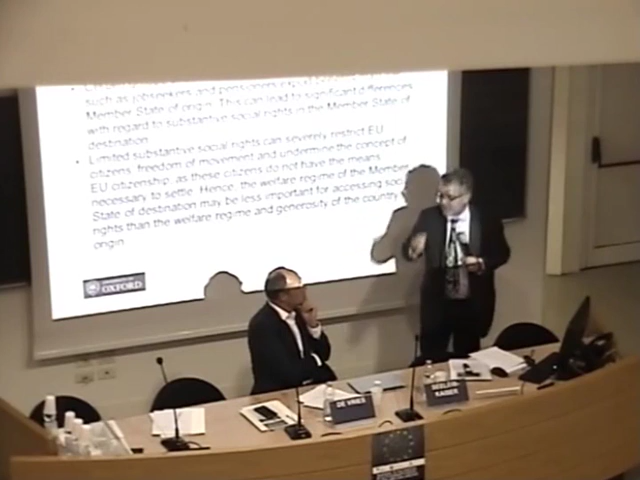 such as jobseekers and pensioners export
Member State of origin. This can lead to significant differences
with regard to substantive social rights in the Member State of
destination.
• Limited substantive social rights can severely restrict EU
citizens' freedom of movement and undermine the concept of
EU citizenship, as these citizens do not have the means
necessary to settle. Hence, the welfare regime of the Member
State of destination may be less important for accessing social
rights than the welfare regime and generosity of the country
origin
OXFORD
DE VRIES
SEELEIB-
KAISER